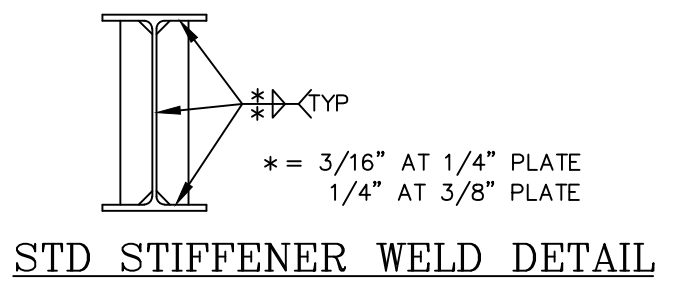 *
* TYP
* = 3/16" AT 1/4" PLATE
1/4" AT 3/8" PLATE
STD STIFFENER WELD DETAIL